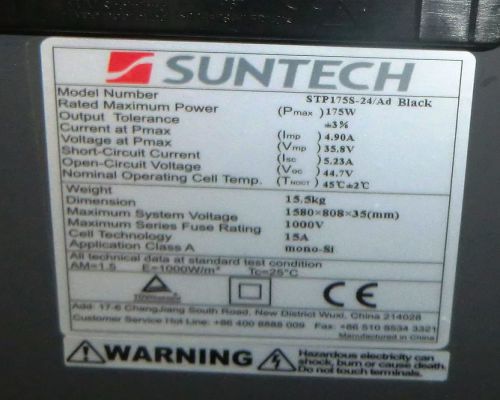 SUNTECH
Model Number STP175S-24/Ad Black
Rated Maximum Power (Pmax) 175W
Output Tolerance ±3%
Current at Pmax (Imp) 4.90A
Voltage at Pmax (Vmp) 35.8V
Short-Circuit Current (Isc) 5.23A
Open-Circuit Voltage (Voc) 44.7V
Nominal Operating Cell Temp. (TNOCT) 45°C±2°C
Weight 15.5kg
Dimension 1580×808×35(mm)
Maximum System Voltage 1000V
Maximum Series Fuse Rating 15A
Cell Technology mono-Si
Application Class A
All technical data at standard test condition
AM=1.5 E=1000W/m² Tc=25°C
CE
Add: 17-6 ChangJiang South Road, New District Wuxi, China 214028
Customer Service Hot Line: +86 400 8888 009 Fax: +86 510 8534 3321
Manufactured in China
WARNING
Hazardous electricity can
shock, burn or cause death.
Do not touch terminals.